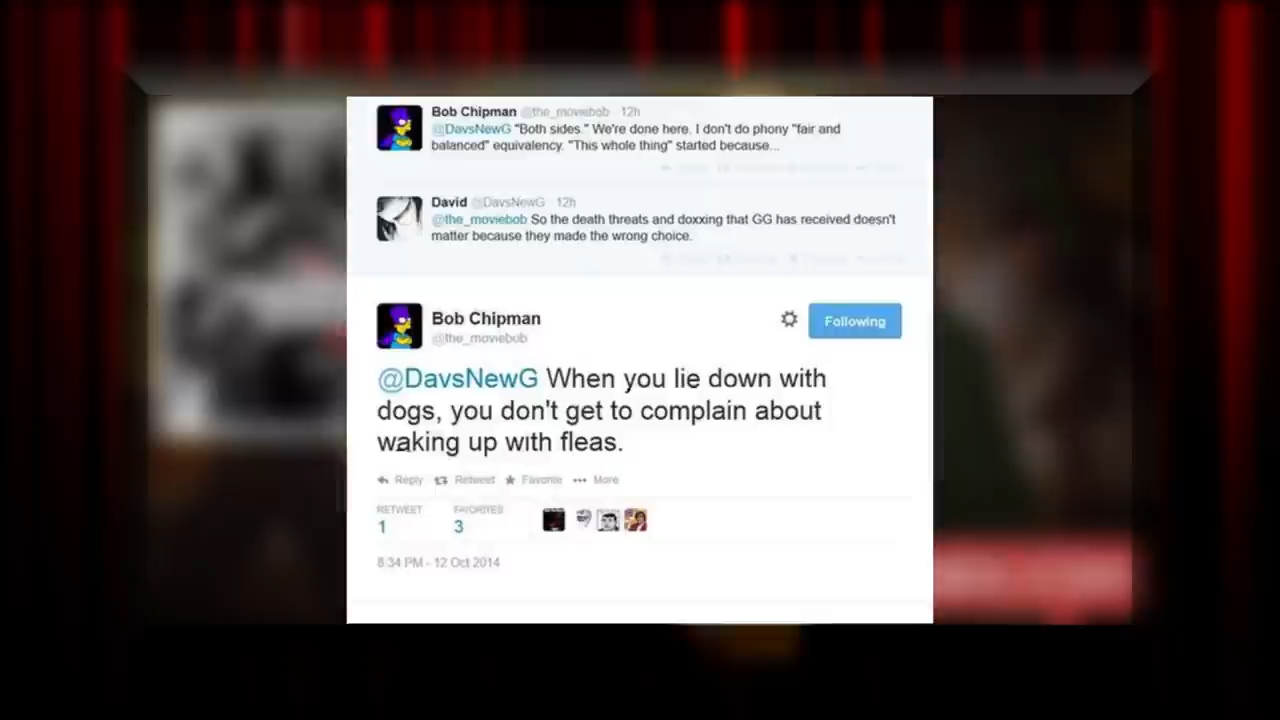 Bob Chipman @the_moviebob 12h
@DavsNewG "Both sides." We're done here. I don't do phony "fair and
balanced" equivalency. "This whole thing" started because...
David @DavsNewG 12h
@the_moviebob So the death threats and doxxing that GG has received doesn't
matter because they made the wrong choice.
Bob Chipman
@the_moviebob
Following
@DavsNewG When you lie down with
dogs, you don't get to complain about
waking up with fleas.
Reply Retweet Favorite More
RETWEET FAVORITES
1 3
8:34 PM - 12 Oct 2014